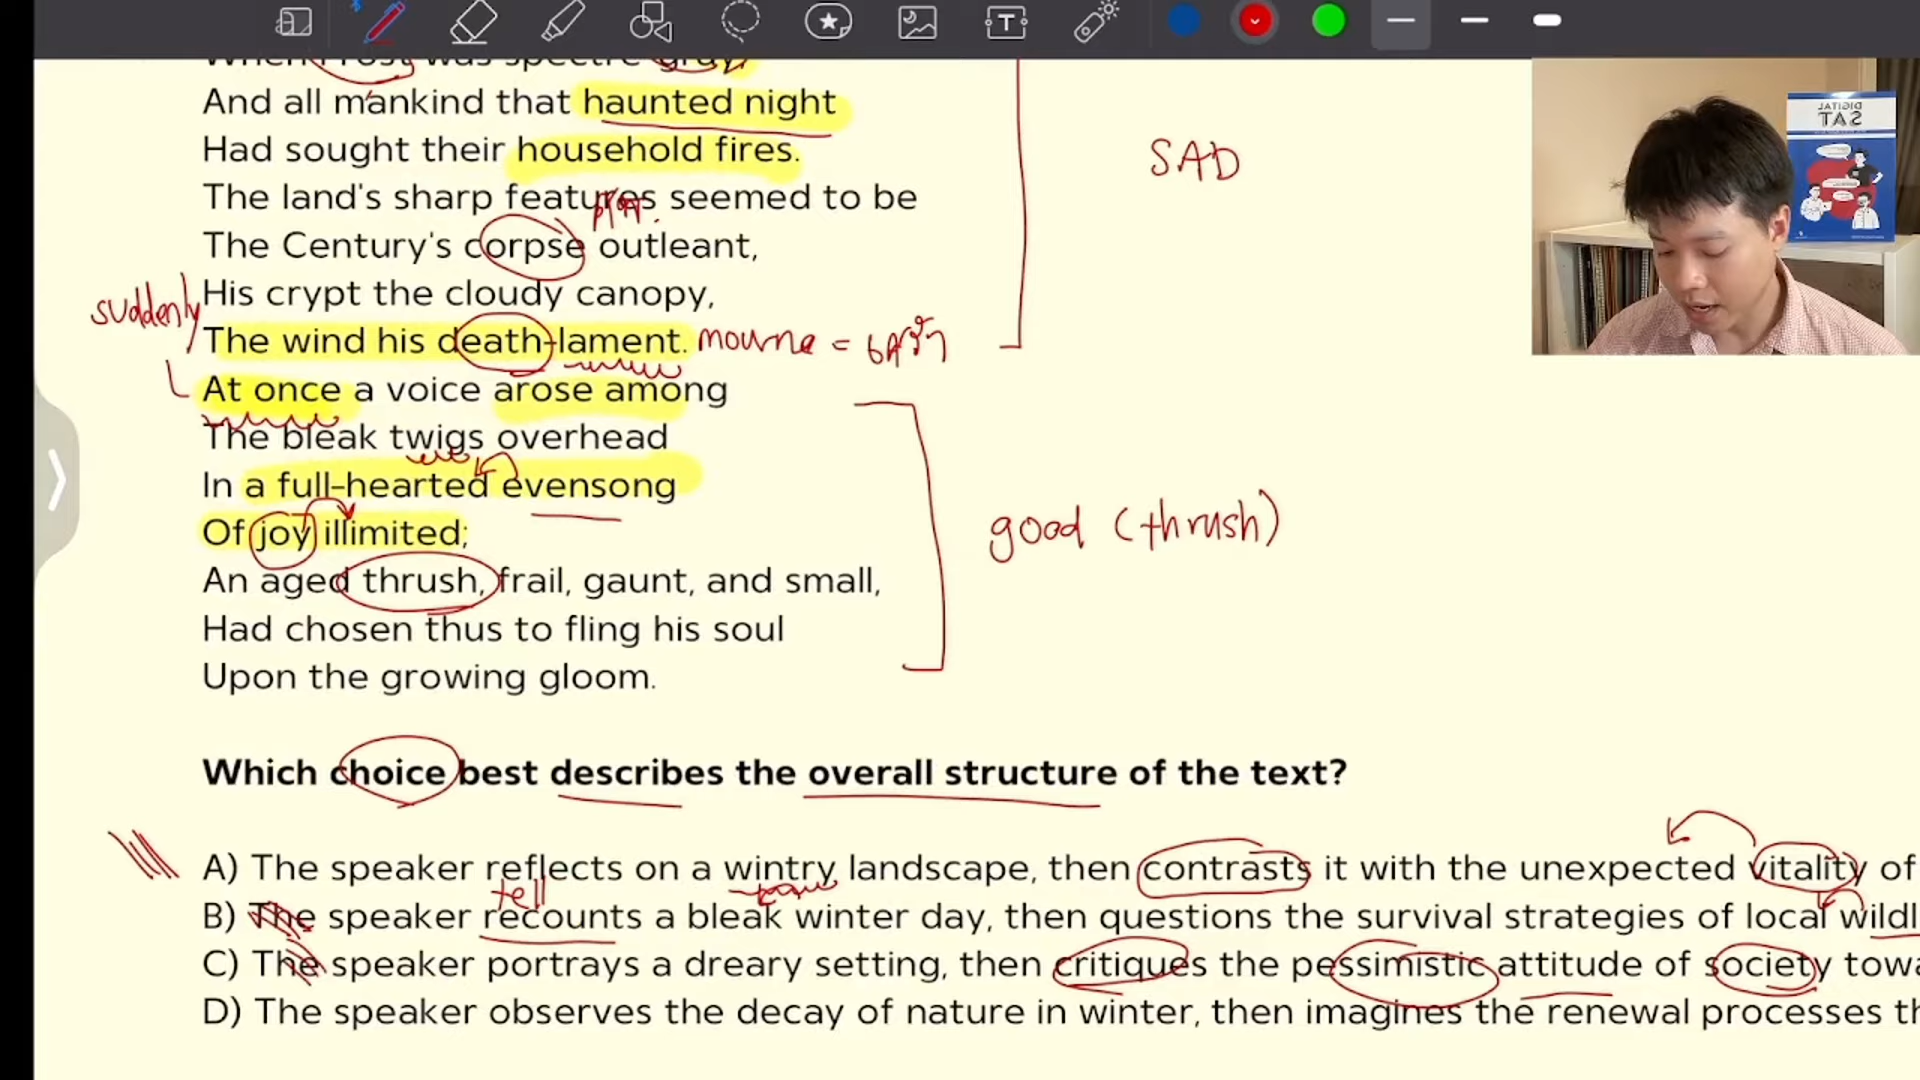 And all mankind that haunted night
Had sought their household fires.
SAD
The land's sharp features seemed to be
The Century's corpse outleant,
His crypt the cloudy canopy,
suddenly
The wind his death-lament. mourne =
At once a voice arose among
The bleak twigs overhead
In a full-hearted evensong
Of joy illimited;
good (thrush)
An aged thrush, frail, gaunt, and small,
Had chosen thus to fling his soul
Upon the growing gloom.
Which choice best describes the overall structure of the text?
A) The speaker reflects on a wintry landscape, then contrasts it with the unexpected vitality of
tell
B) The speaker recounts a bleak winter day, then questions the survival strategies of local wildl
C) The speaker portrays a dreary setting, then critiques the pessimistic attitude of society towa
D) The speaker observes the decay of nature in winter, then imagines the renewal processes th
DIGITAL
SAT